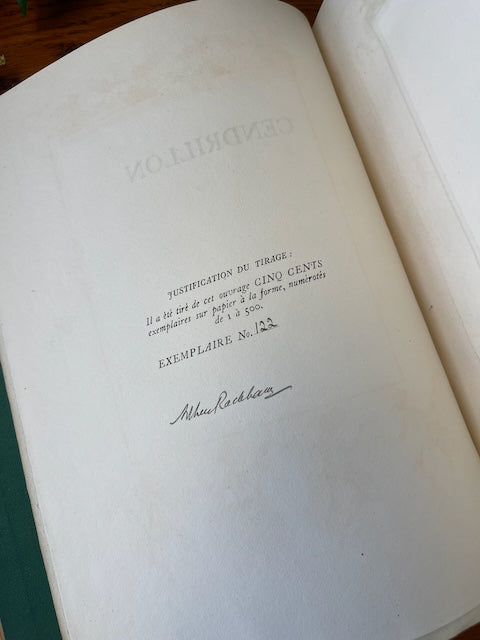 CENDRILLON
JUSTIFICATION DU TIRAGE :
Il a été tiré de cet ouvrage CINQ CENTS
exemplaires sur papier à la forme, numérotés
de 1 à 500.
EXEMPLAIRE No. 122
Arthur Rackham